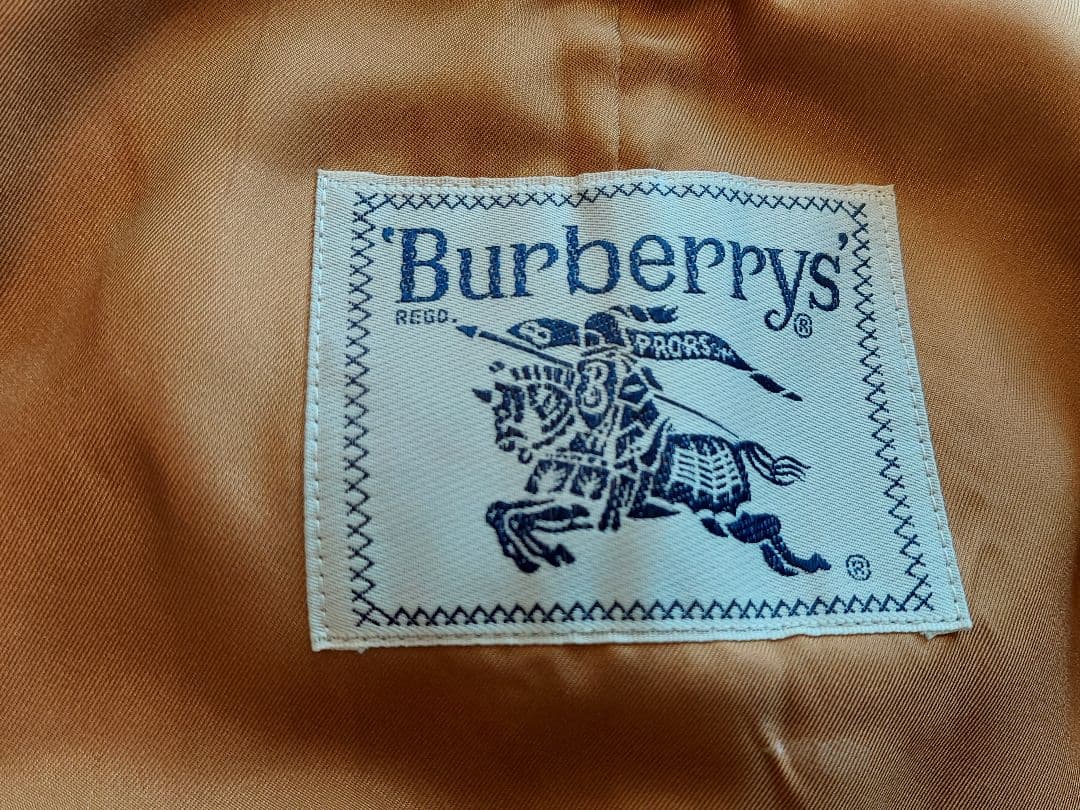 'Burberrys'
REGD. ®
B PRORSUM
B
®